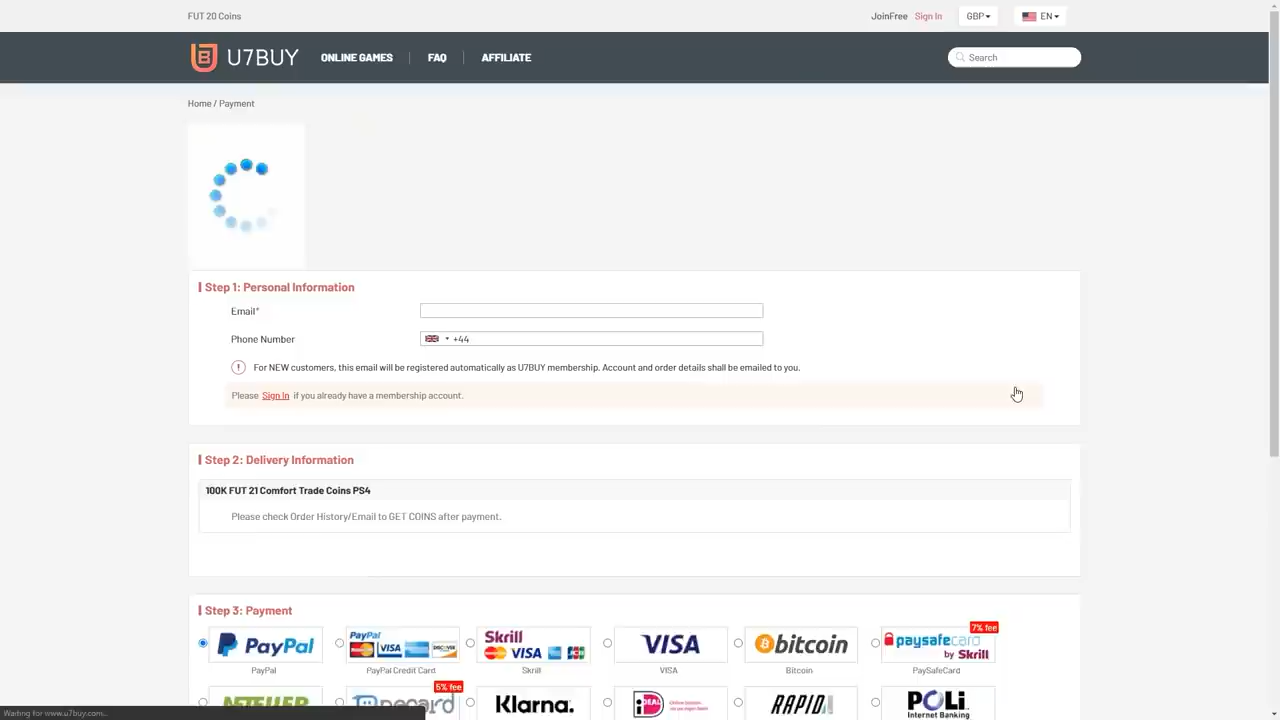 FUT 20 Coins
JoinFree Sign In GBP EN
U7BUY ONLINE GAMES FAQ AFFILIATE Search
Home / Payment
Step 1: Personal Information
Email*
Phone Number +44
! For NEW customers, this email will be registered automatically as U7BUY membership. Account and order details shall be emailed to you.
Please Sign In if you already have a membership account.
Step 2: Delivery Information
100K FUT 21 Comfort Trade Coins PS4
Please check Order History/Email to GET COINS after payment.
Step 3: Payment
7% fee
PayPal PayPal VISA DISCOVER Skrill VISA VISA bitcoin paysafecard by Skrill
PayPal PayPal Credit Card Skrill VISA Bitcoin PaySafeCard
5% fee
NETELLER Klarna. iDEAL RAPID POLi Internet Banking
Waiting for www.u7buy.com...